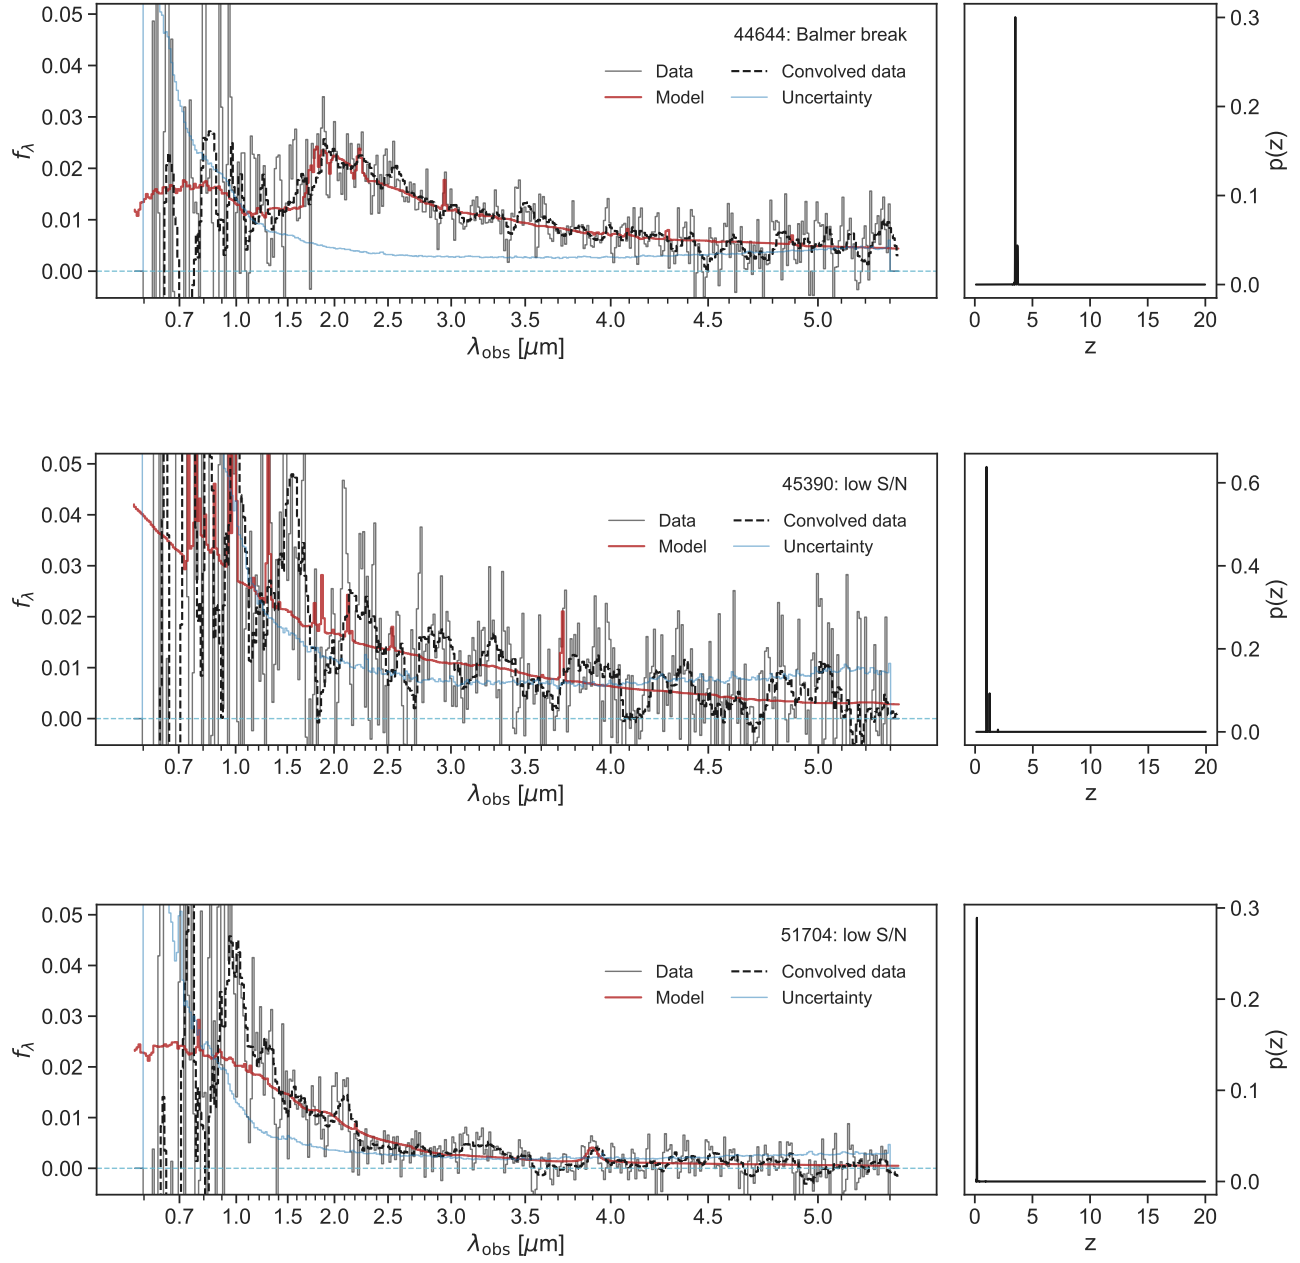 0.05
0.04
0.03
0.02
0.01
0.00
fλ
44644: Balmer break
Data
Model
Convolved data
Uncertainty
0.7 1.0 1.5 2.0 2.5 3.0 3.5 4.0 4.5 5.0
λobs [μm]
0.3
0.2
0.1
0.0
p(z)
0 5 10 15 20
z
0.05
0.04
0.03
0.02
0.01
0.00
fλ
45390: low S/N
Data
Model
Convolved data
Uncertainty
0.7 1.0 1.5 2.0 2.5 3.0 3.5 4.0 4.5 5.0
λobs [μm]
0.6
0.4
0.2
0.0
p(z)
0 5 10 15 20
z
0.05
0.04
0.03
0.02
0.01
0.00
fλ
51704: low S/N
Data
Model
Convolved data
Uncertainty
0.7 1.0 1.5 2.0 2.5 3.0 3.5 4.0 4.5 5.0
λobs [μm]
0.3
0.2
0.1
0.0
p(z)
0 5 10 15 20
z